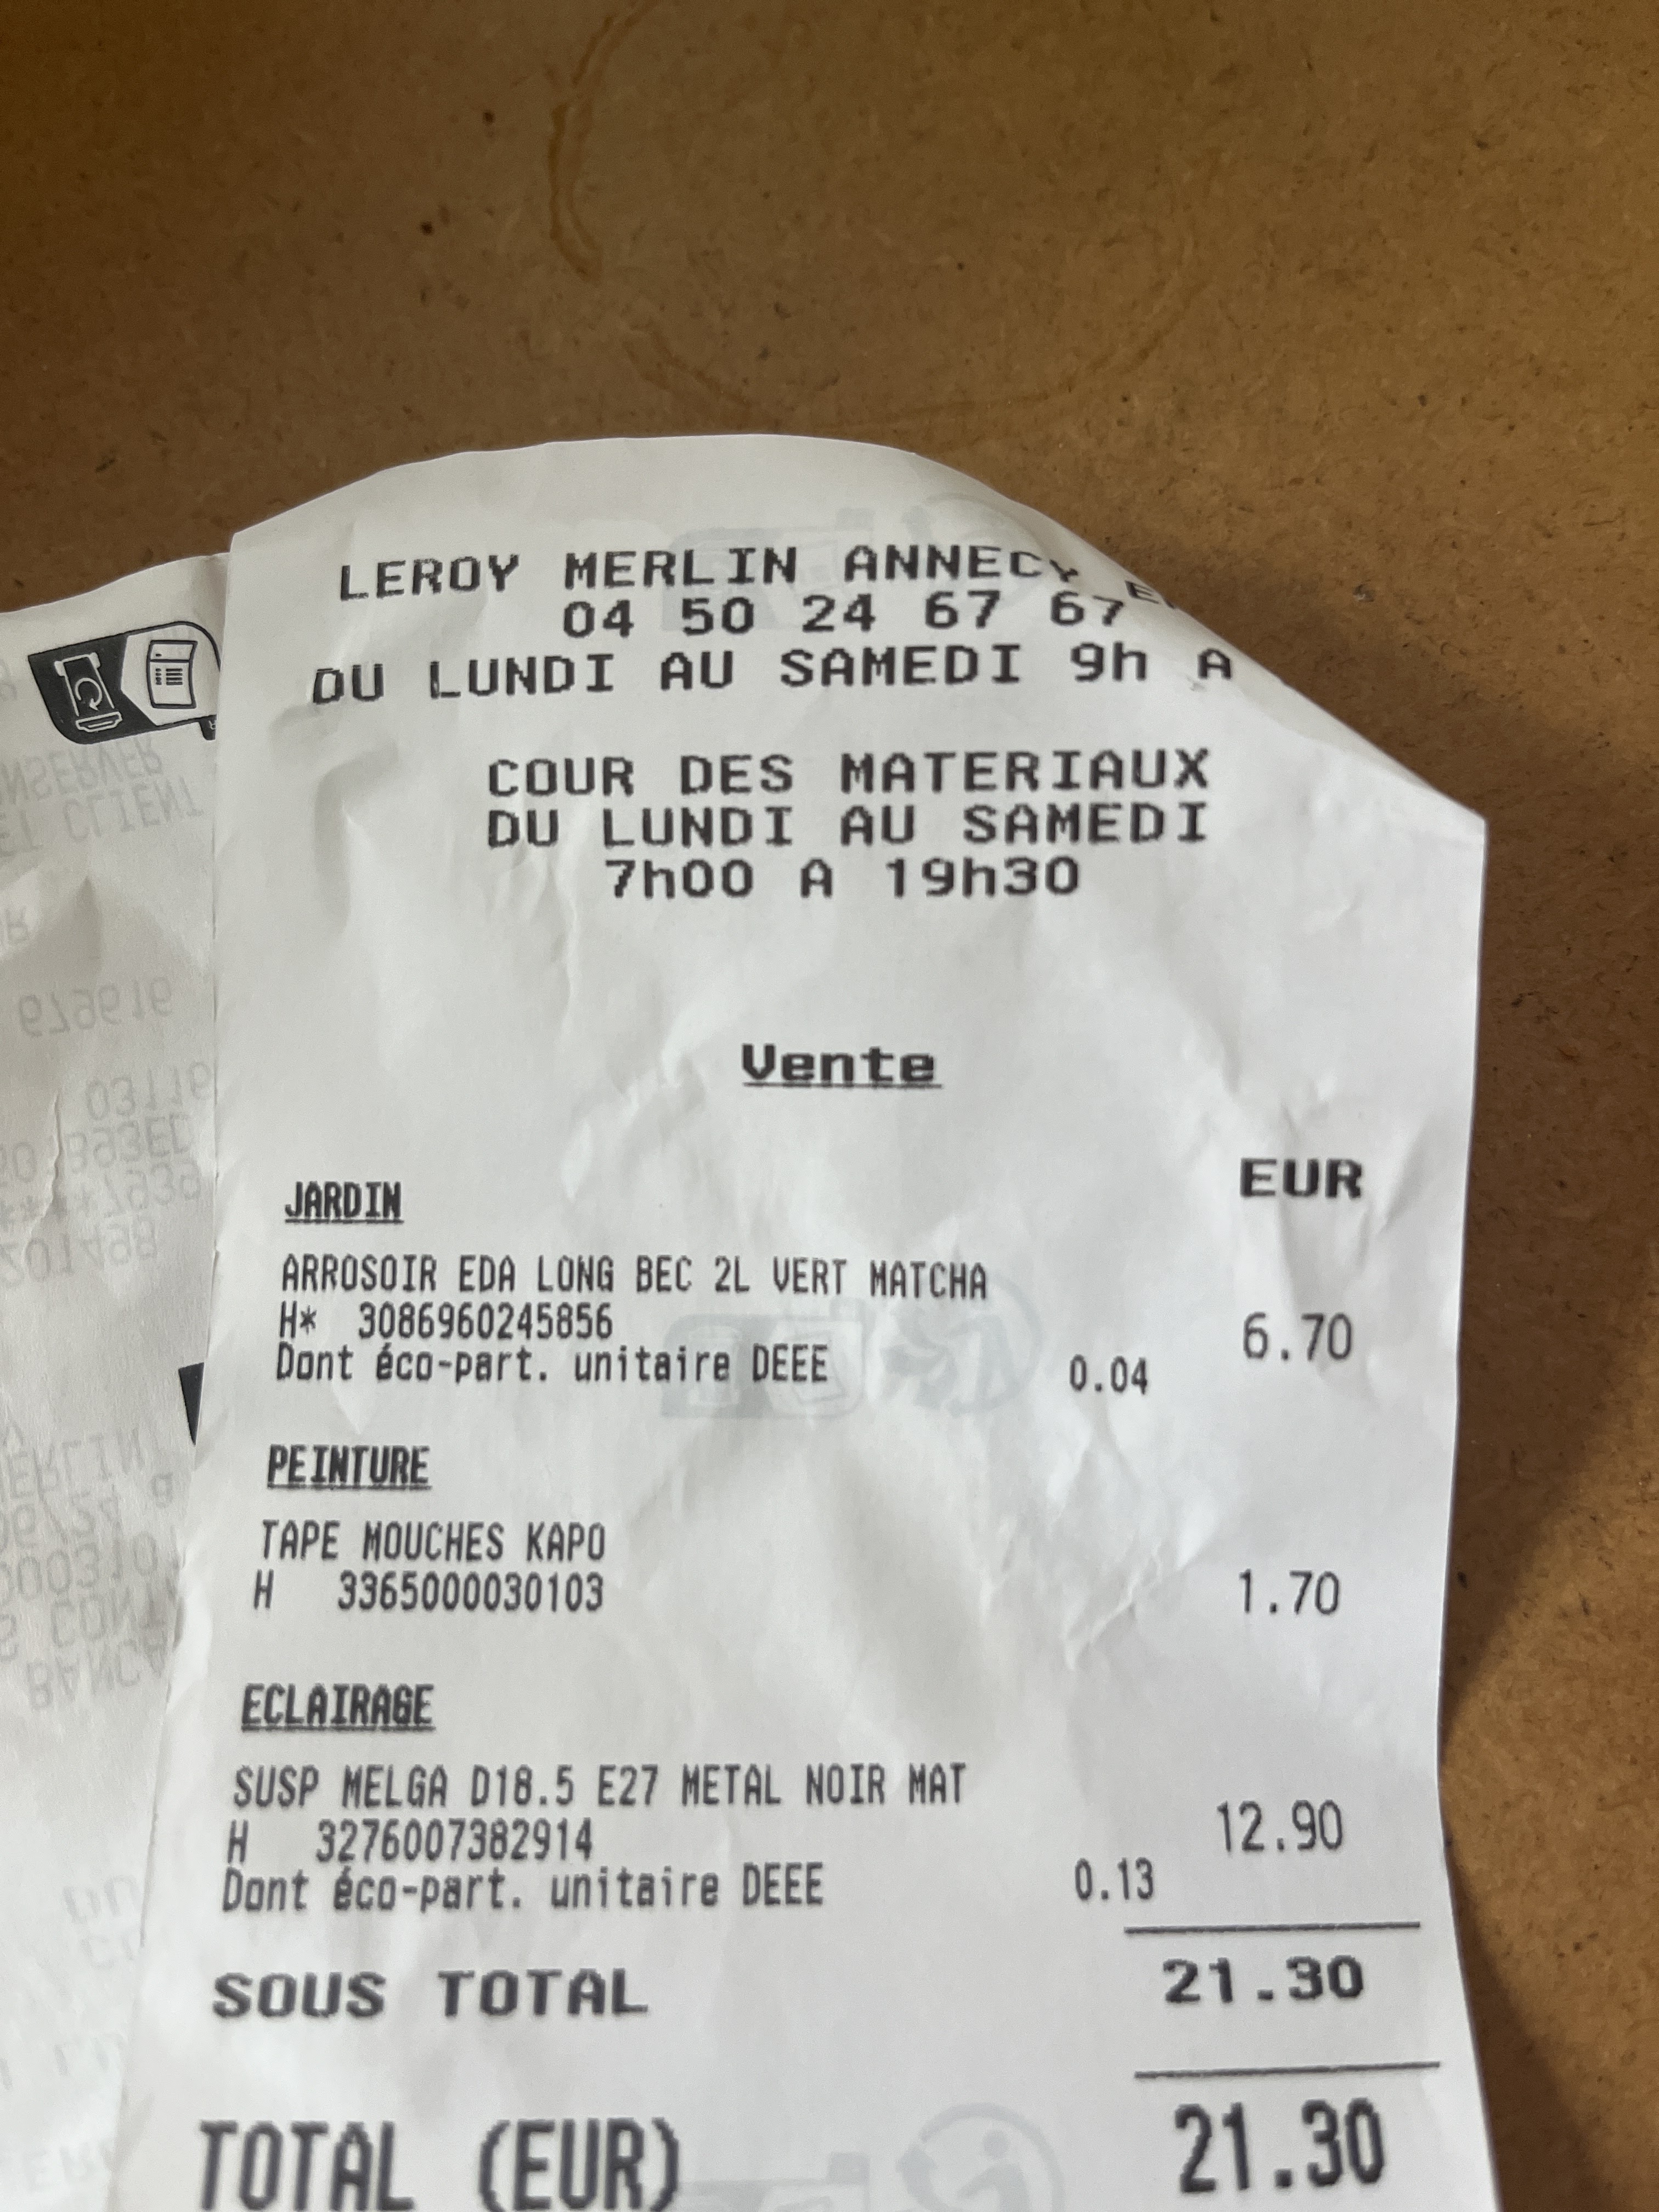 LEROY MERLIN ANNECY
04 50 24 67 67
DU LUNDI AU SAMEDI 9h A
COUR DES MATERIAUX
DU LUNDI AU SAMEDI
7h00 A 19h30
Vente
EUR
JARDIN
ARROSOIR EDA LONG BEC 2L VERT MATCHA
H* 3086960245856 6.70
Dont éco-part. unitaire DEEE 0.04
PEINTURE
TAPE MOUCHES KAPO
H 3365000030103 1.70
ECLAIRAGE
SUSP MELGA D18.5 E27 METAL NOIR MAT
H 3276007382914 12.90
Dont éco-part. unitaire DEEE 0.13
SOUS TOTAL 21.30
TOTAL (EUR) 21.30
CLIENT
679616
03116